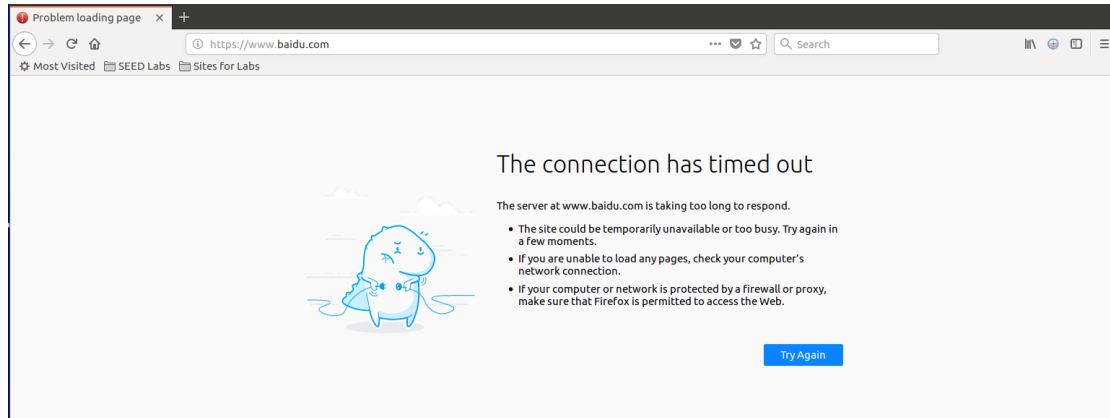 Problem loading page
https://www.baidu.com
Search
Most Visited SEED Labs Sites for Labs
The connection has timed out
The server at www.baidu.com is taking too long to respond.
• The site could be temporarily unavailable or too busy. Try again in
a few moments.
• If you are unable to load any pages, check your computer's
network connection.
• If your computer or network is protected by a firewall or proxy,
make sure that Firefox is permitted to access the Web.
Try Again